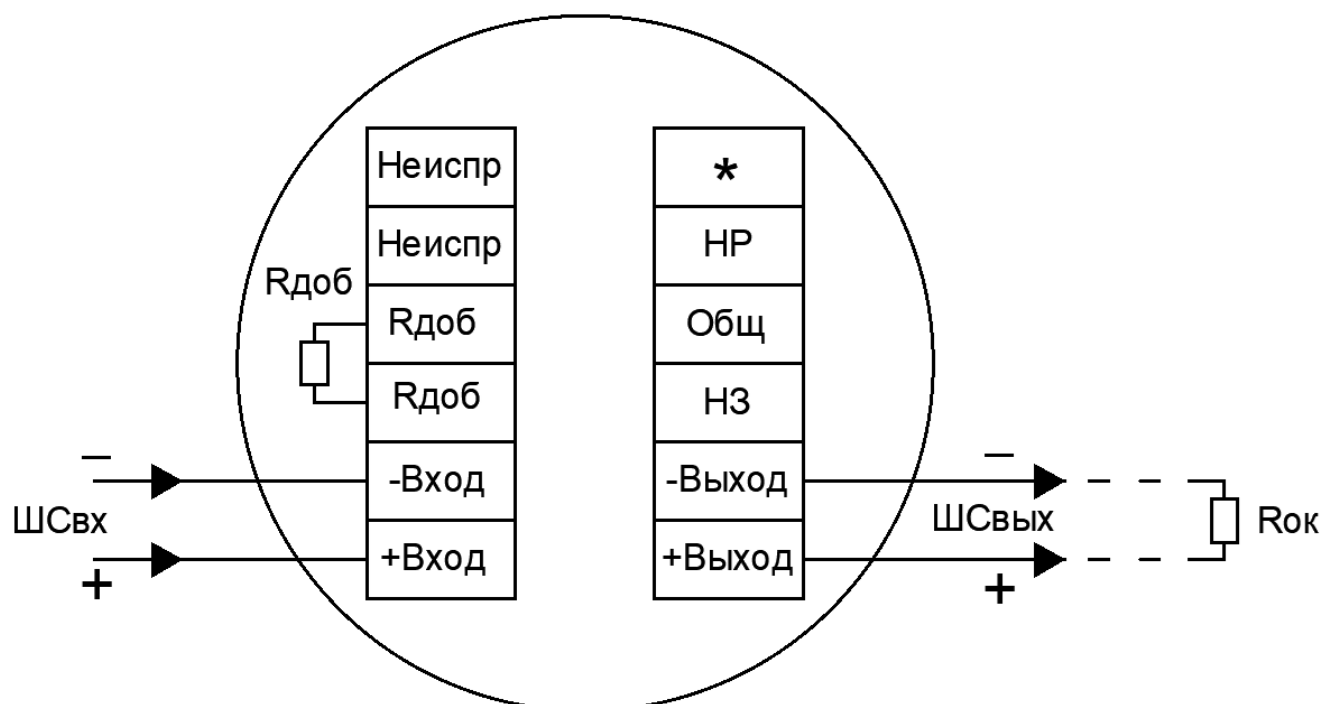 Неиспр
*
Неиспр
НР
Rдоб
Rдоб
Общ
Rдоб
НЗ
–
-Вход
-Выход
–
ШСвх
ШСвых
Rок
+Вход
+Выход
+
+